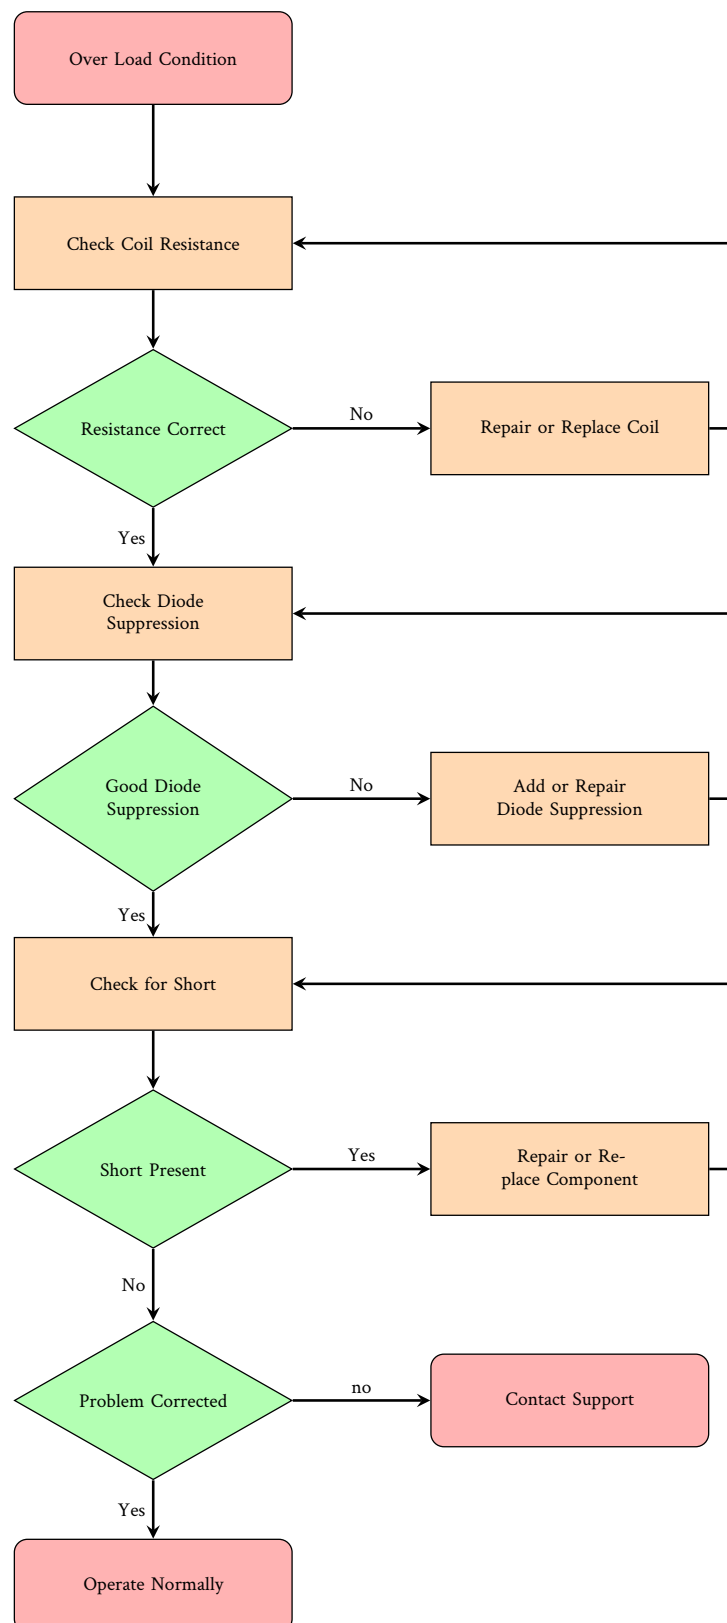 Over Load Condition
Check Coil Resistance
Resistance Correct
No
Repair or Replace Coil
Yes
Check Diode
Suppression
Good Diode
Suppression
No
Add or Repair
Diode Suppression
Yes
Check for Short
Short Present
Yes
Repair or Re-
place Component
No
Problem Corrected
no
Contact Support
Yes
Operate Normally